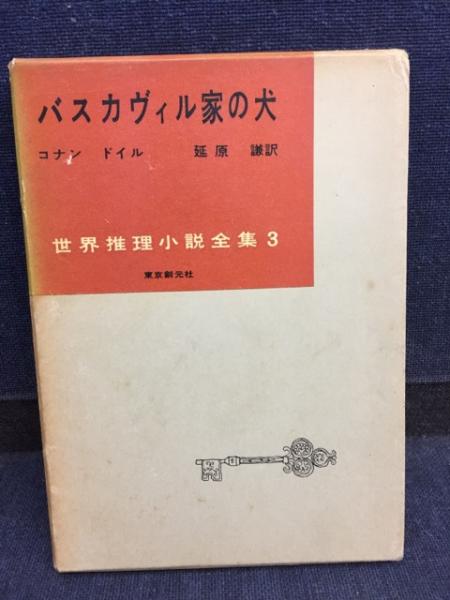 バスカヴィル家の犬
コナン ドイル 延原 謙訳
世界推理小説全集 3
東京創元社